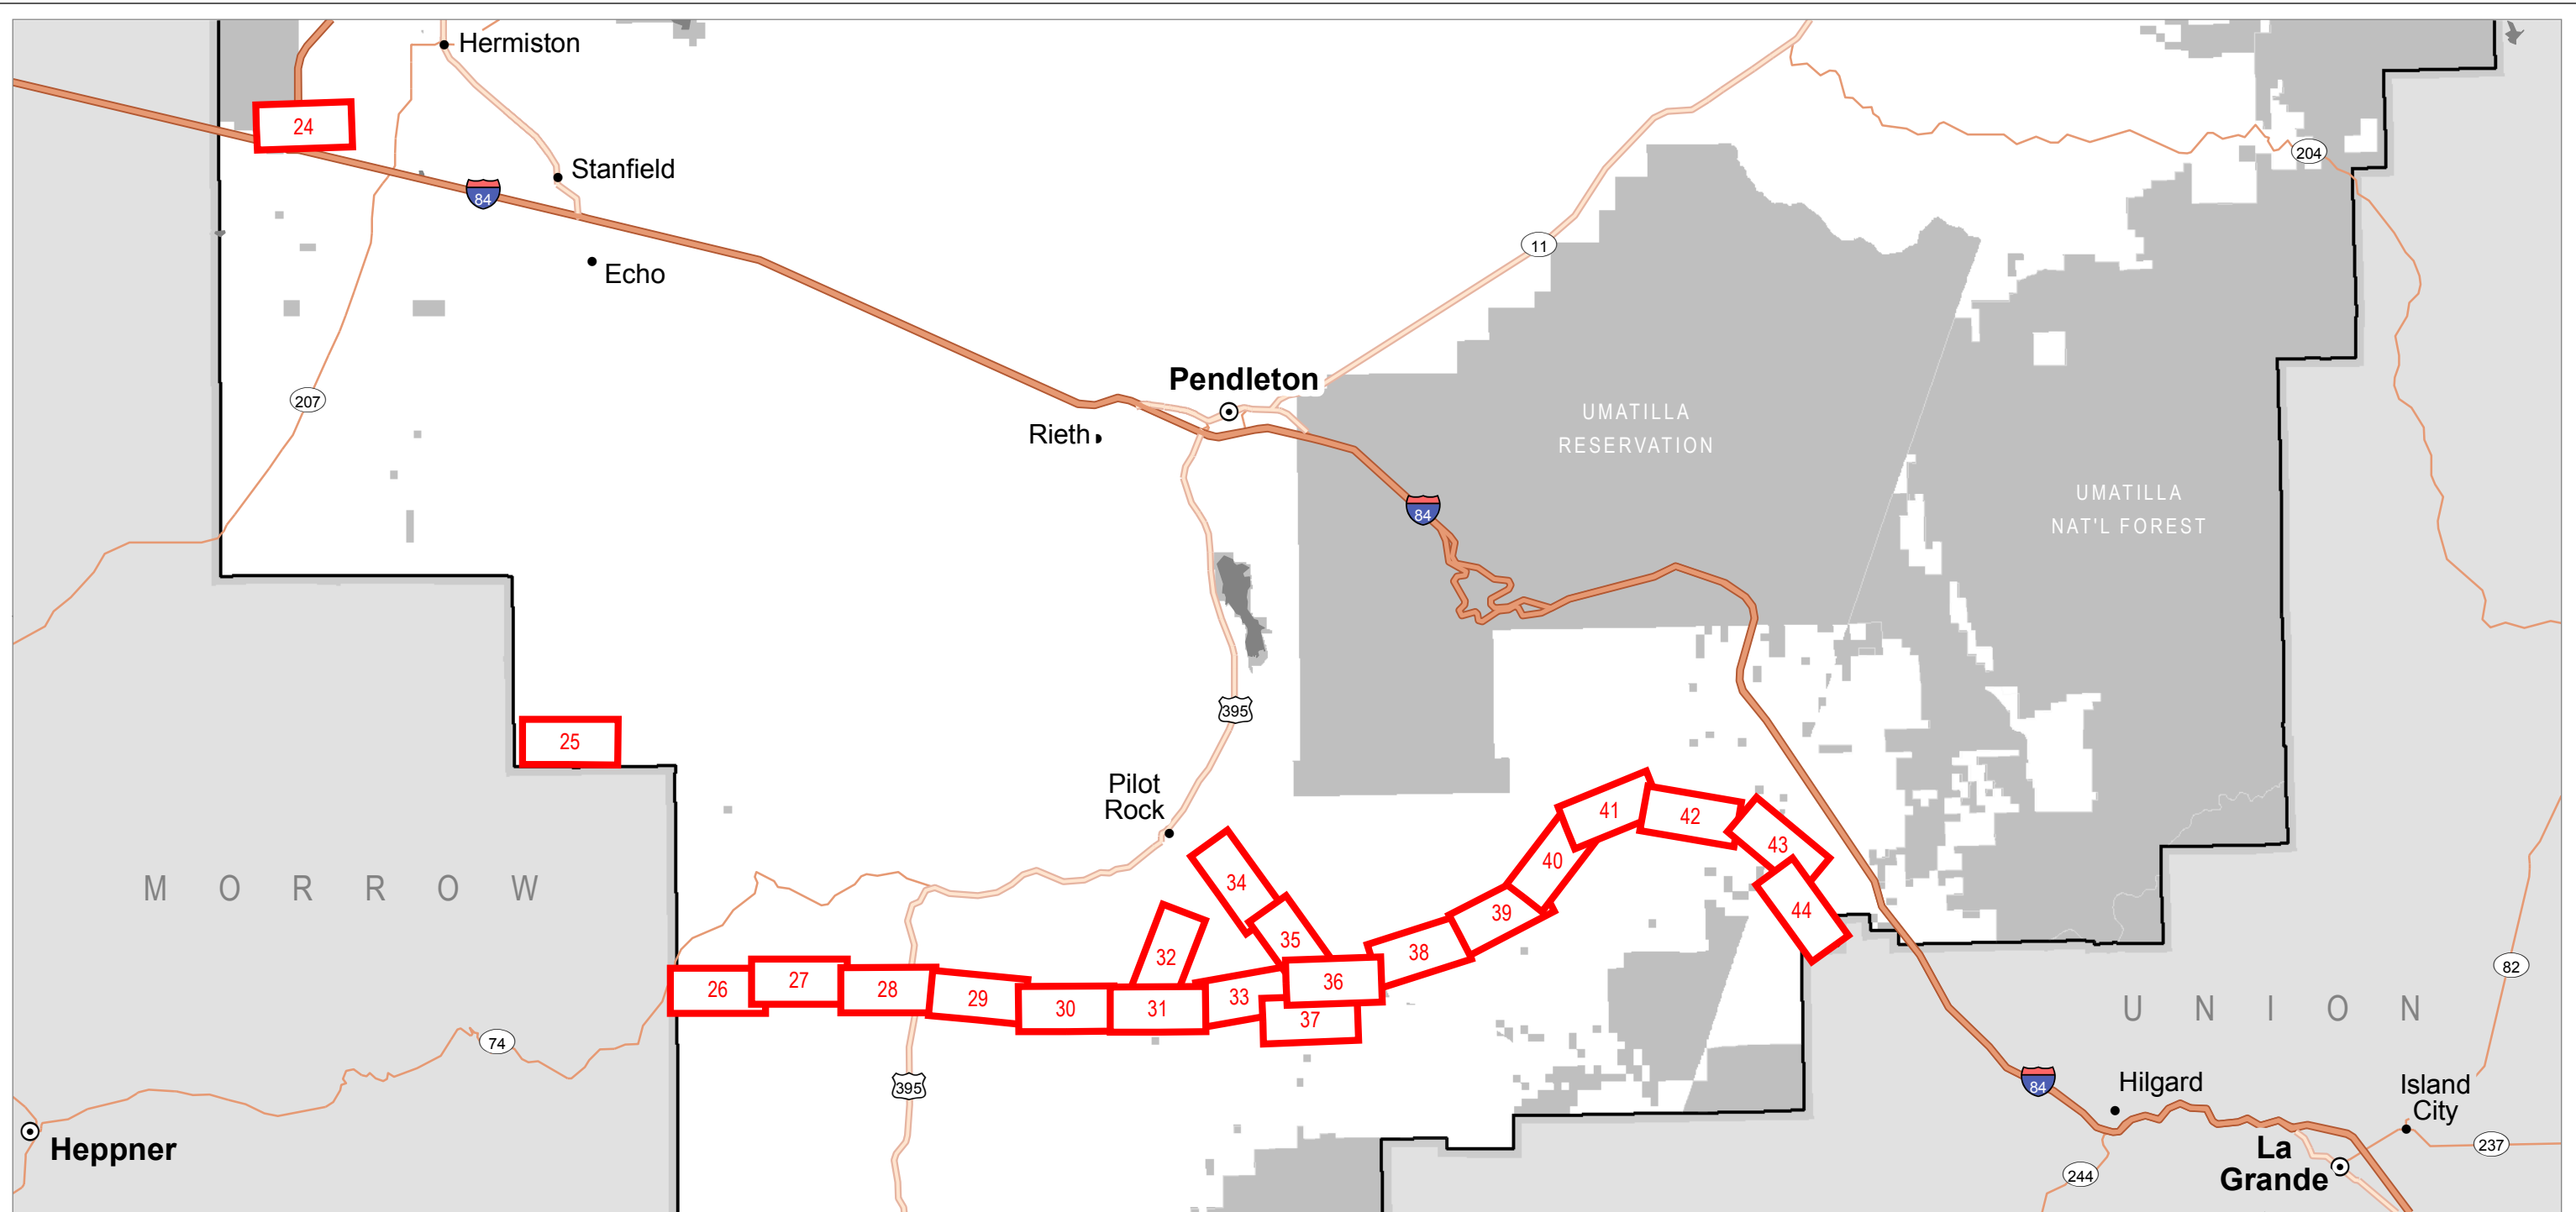 Hermiston
24
Stanfield
84
204
11
Echo
Pendleton
207
UMATILLA
RESERVATION
Rieth
UMATILLA
NAT'L FOREST
84
395
25
Pilot
Rock
41
42
43
40
34
MORROW
39
44
35
38
32
82
27
36
26
28
29
33
30
31
37
UNION
74
395
84
Hilgard
Island
City
Heppner
237
La
Grande
244